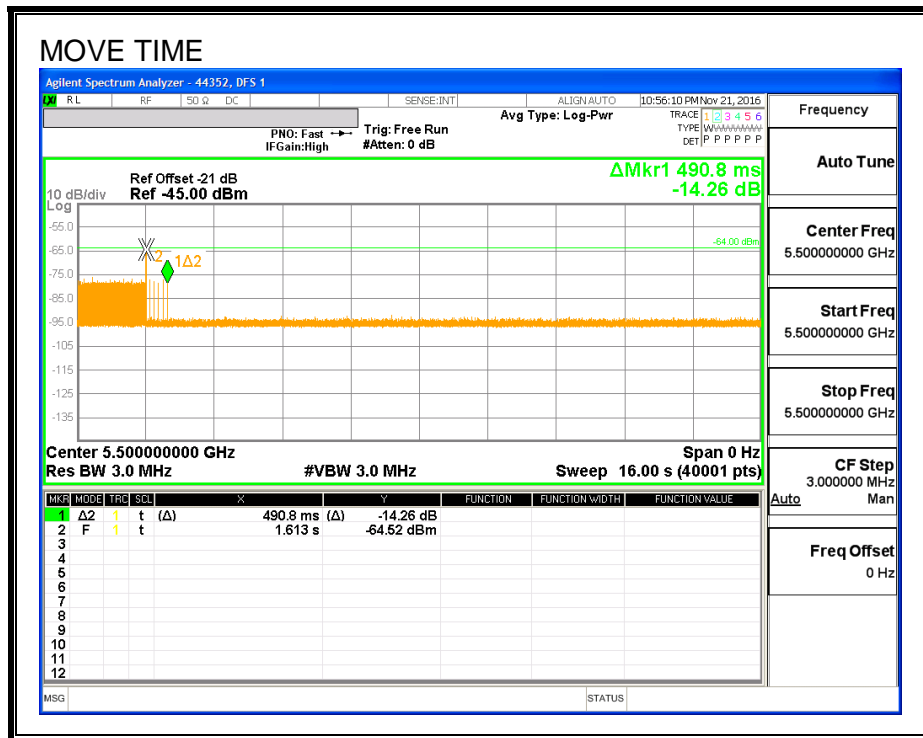 MOVE TIME
Agilent Spectrum Analyzer - 44352, DFS 1
LXI RL RF 50 Ω DC SENSE:INT ALIGN AUTO 10:56:10 PM Nov 21, 2016
PNO: Fast IFGain:High
Trig: Free Run
#Atten: 0 dB
Avg Type: Log-Pwr
TRACE 1 2 3 4 5 6
TYPE WWWWWW
DET P P P P P P
Frequency
Auto Tune
Center Freq
5.500000000 GHz
Start Freq
5.500000000 GHz
Stop Freq
5.500000000 GHz
CF Step
3.000000 MHz
Auto Man
Freq Offset
0 Hz
ΔMkr1 490.8 ms
-14.26 dB
Ref Offset -21 dB
10 dB/div Ref -45.00 dBm
Log
-55.0
-65.0
-75.0
-85.0
-95.0
-105
-115
-125
-135
2
1Δ2
-64.00 dBm
Center 5.500000000 GHz Span 0 Hz
Res BW 3.0 MHz #VBW 3.0 MHz Sweep 16.00 s (40001 pts)
MKR MODE TRC SCL X Y FUNCTION FUNCTION WIDTH FUNCTION VALUE
1 Δ2 1 t (Δ) 490.8 ms (Δ) -14.26 dB
2 F 1 t 1.613 s -64.52 dBm
3
4
5
6
7
8
9
10
11
12
MSG STATUS